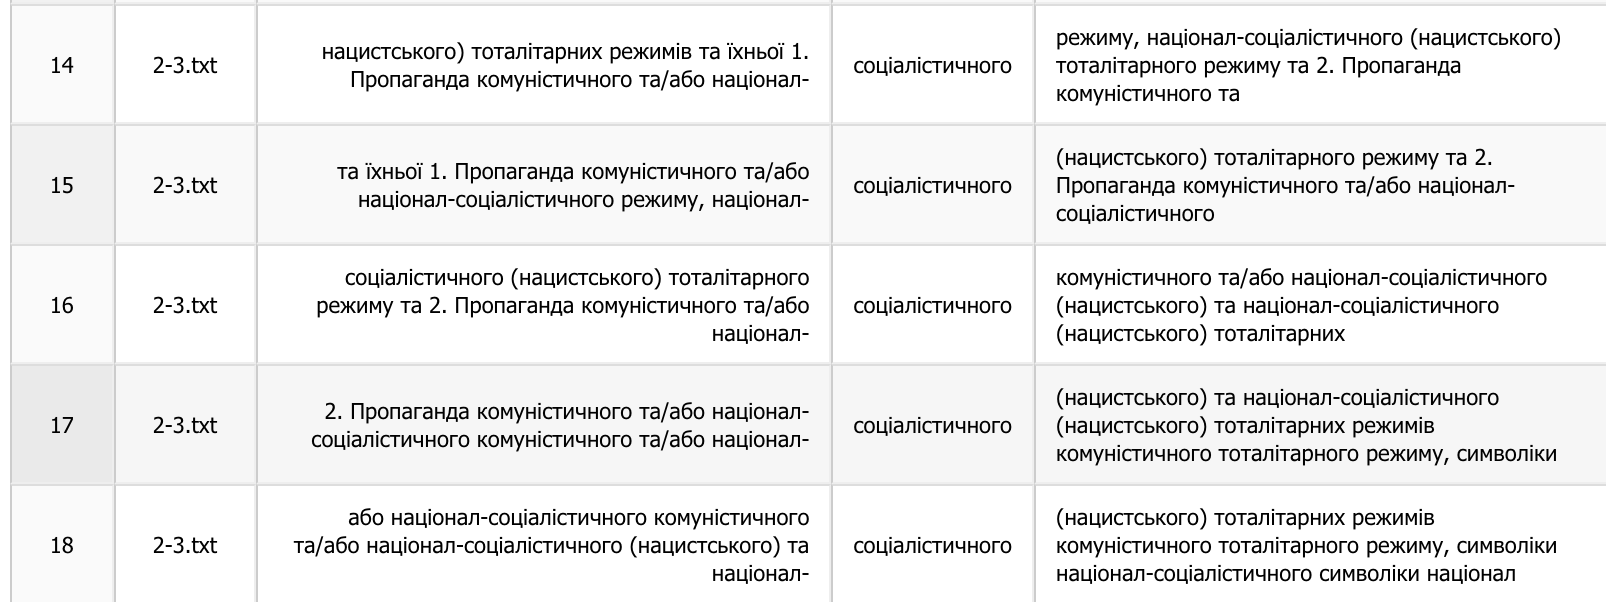 14
2-3.txt
нацистського) тоталітарних режимів та їхньої 1.
Пропаганда комуністичного та/або націонал-
соціалістичного
режиму, націонал-соціалістичного (нацистського)
тоталітарного режиму та 2. Пропаганда
комуністичного та
15
2-3.txt
та їхньої 1. Пропаганда комуністичного та/або
націонал-соціалістичного режиму, націонал-
соціалістичного
(нацистського) тоталітарного режиму та 2.
Пропаганда комуністичного та/або націонал-
соціалістичного
16
2-3.txt
соціалістичного (нацистського) тоталітарного
режиму та 2. Пропаганда комуністичного та/або
націонал-
соціалістичного
комуністичного та/або націонал-соціалістичного
(нацистського) та націонал-соціалістичного
(нацистського) тоталітарних
17
2-3.txt
2. Пропаганда комуністичного та/або націонал-
соціалістичного комуністичного та/або націонал-
соціалістичного
(нацистського) та націонал-соціалістичного
(нацистського) тоталітарних режимів
комуністичного тоталітарного режиму, символіки
18
2-3.txt
або націонал-соціалістичного комуністичного
та/або націонал-соціалістичного (нацистського) та
націонал-
соціалістичного
(нацистського) тоталітарних режимів
комуністичного тоталітарного режиму, символіки
націонал-соціалістичного символіки націонал